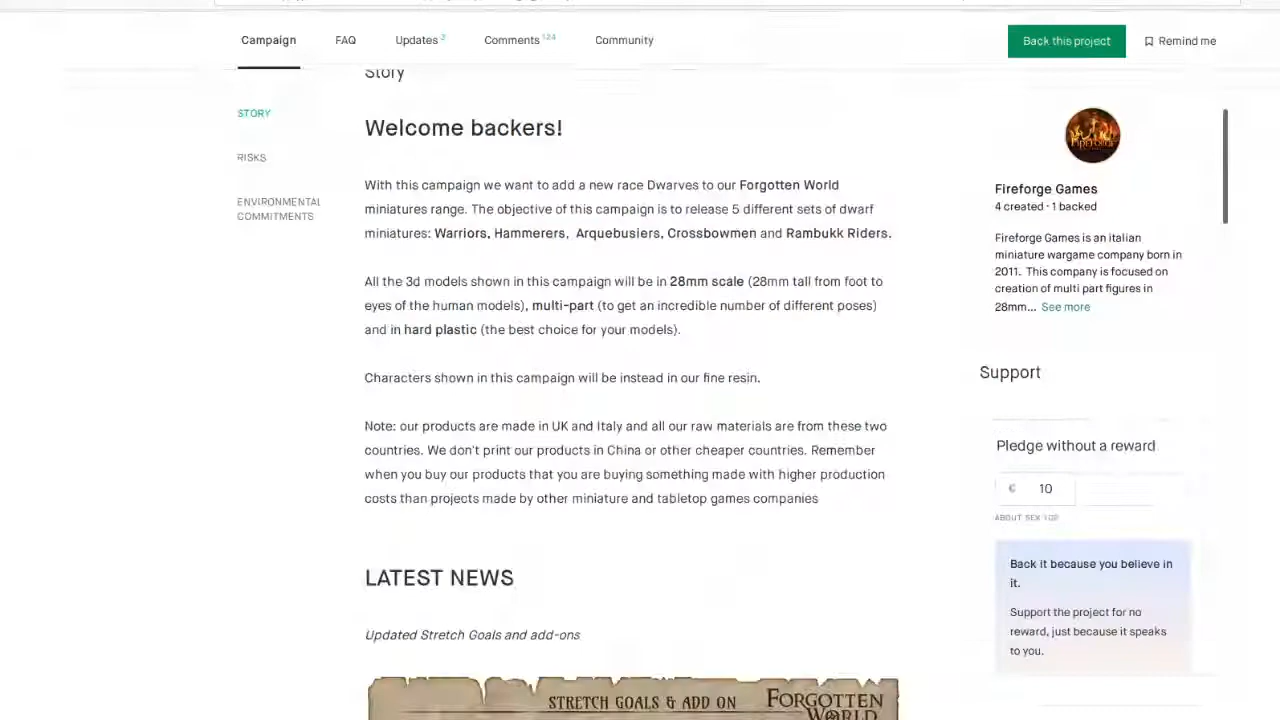 Campaign
FAQ
Updates 2
Comments 124
Community
Back this project
Remind me
Story
STORY
RISKS
ENVIRONMENTAL
COMMITMENTS
Welcome backers!
With this campaign we want to add a new race Dwarves to our Forgotten World
miniatures range. The objective of this campaign is to release 5 different sets of dwarf
miniatures: Warriors, Hammerers, Arquebusiers, Crossbowmen and Rambukk Riders.
All the 3d models shown in this campaign will be in 28mm scale (28mm tall from foot to
eyes of the human models), multi-part (to get an incredible number of different poses)
and in hard plastic (the best choice for your models).
Characters shown in this campaign will be instead in our fine resin.
Note: our products are made in UK and Italy and all our raw materials are from these two
countries. We don't print our products in China or other cheaper countries. Remember
when you buy our products that you are buying something made with higher production
costs than projects made by other miniature and tabletop games companies
LATEST NEWS
Updated Stretch Goals and add-ons
STRETCH GOALS & ADD ON
FORGOTTEN
WORLD
Fireforge Games
4 created · 1 backed
Fireforge Games is an italian
miniature wargame company born in
2011. This company is focused on
creation of multi part figures in
28mm... See more
Support
Pledge without a reward
€ 10
ABOUT SEK 102
Back it because you believe in
it.
Support the project for no
reward, just because it speaks
to you.